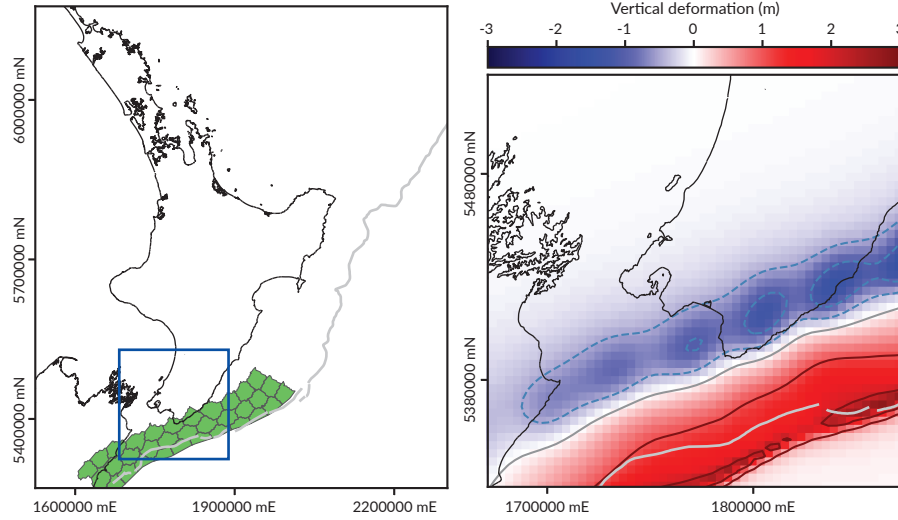 Vertical deformation (m)
-3 -2 -1 0 1 2 3
6000000 mN
5700000 mN
5400000 mN
1600000 mE 1900000 mE 2200000 mE
5480000 mN
5380000 mN
1700000 mE 1800000 mE